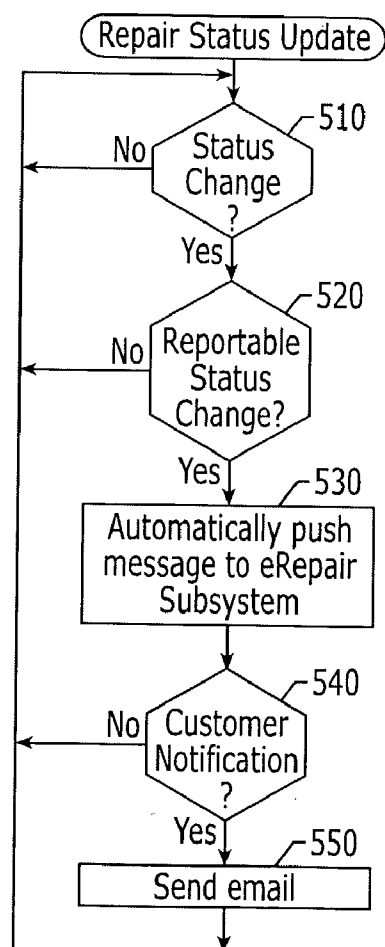 Repair Status Update
510
No
Status
Change
?
Yes
520
No
Reportable
Status
Change?
Yes
530
Automatically push
message to eRepair
Subsystem
540
No
Customer
Notification
?
Yes
550
Send email